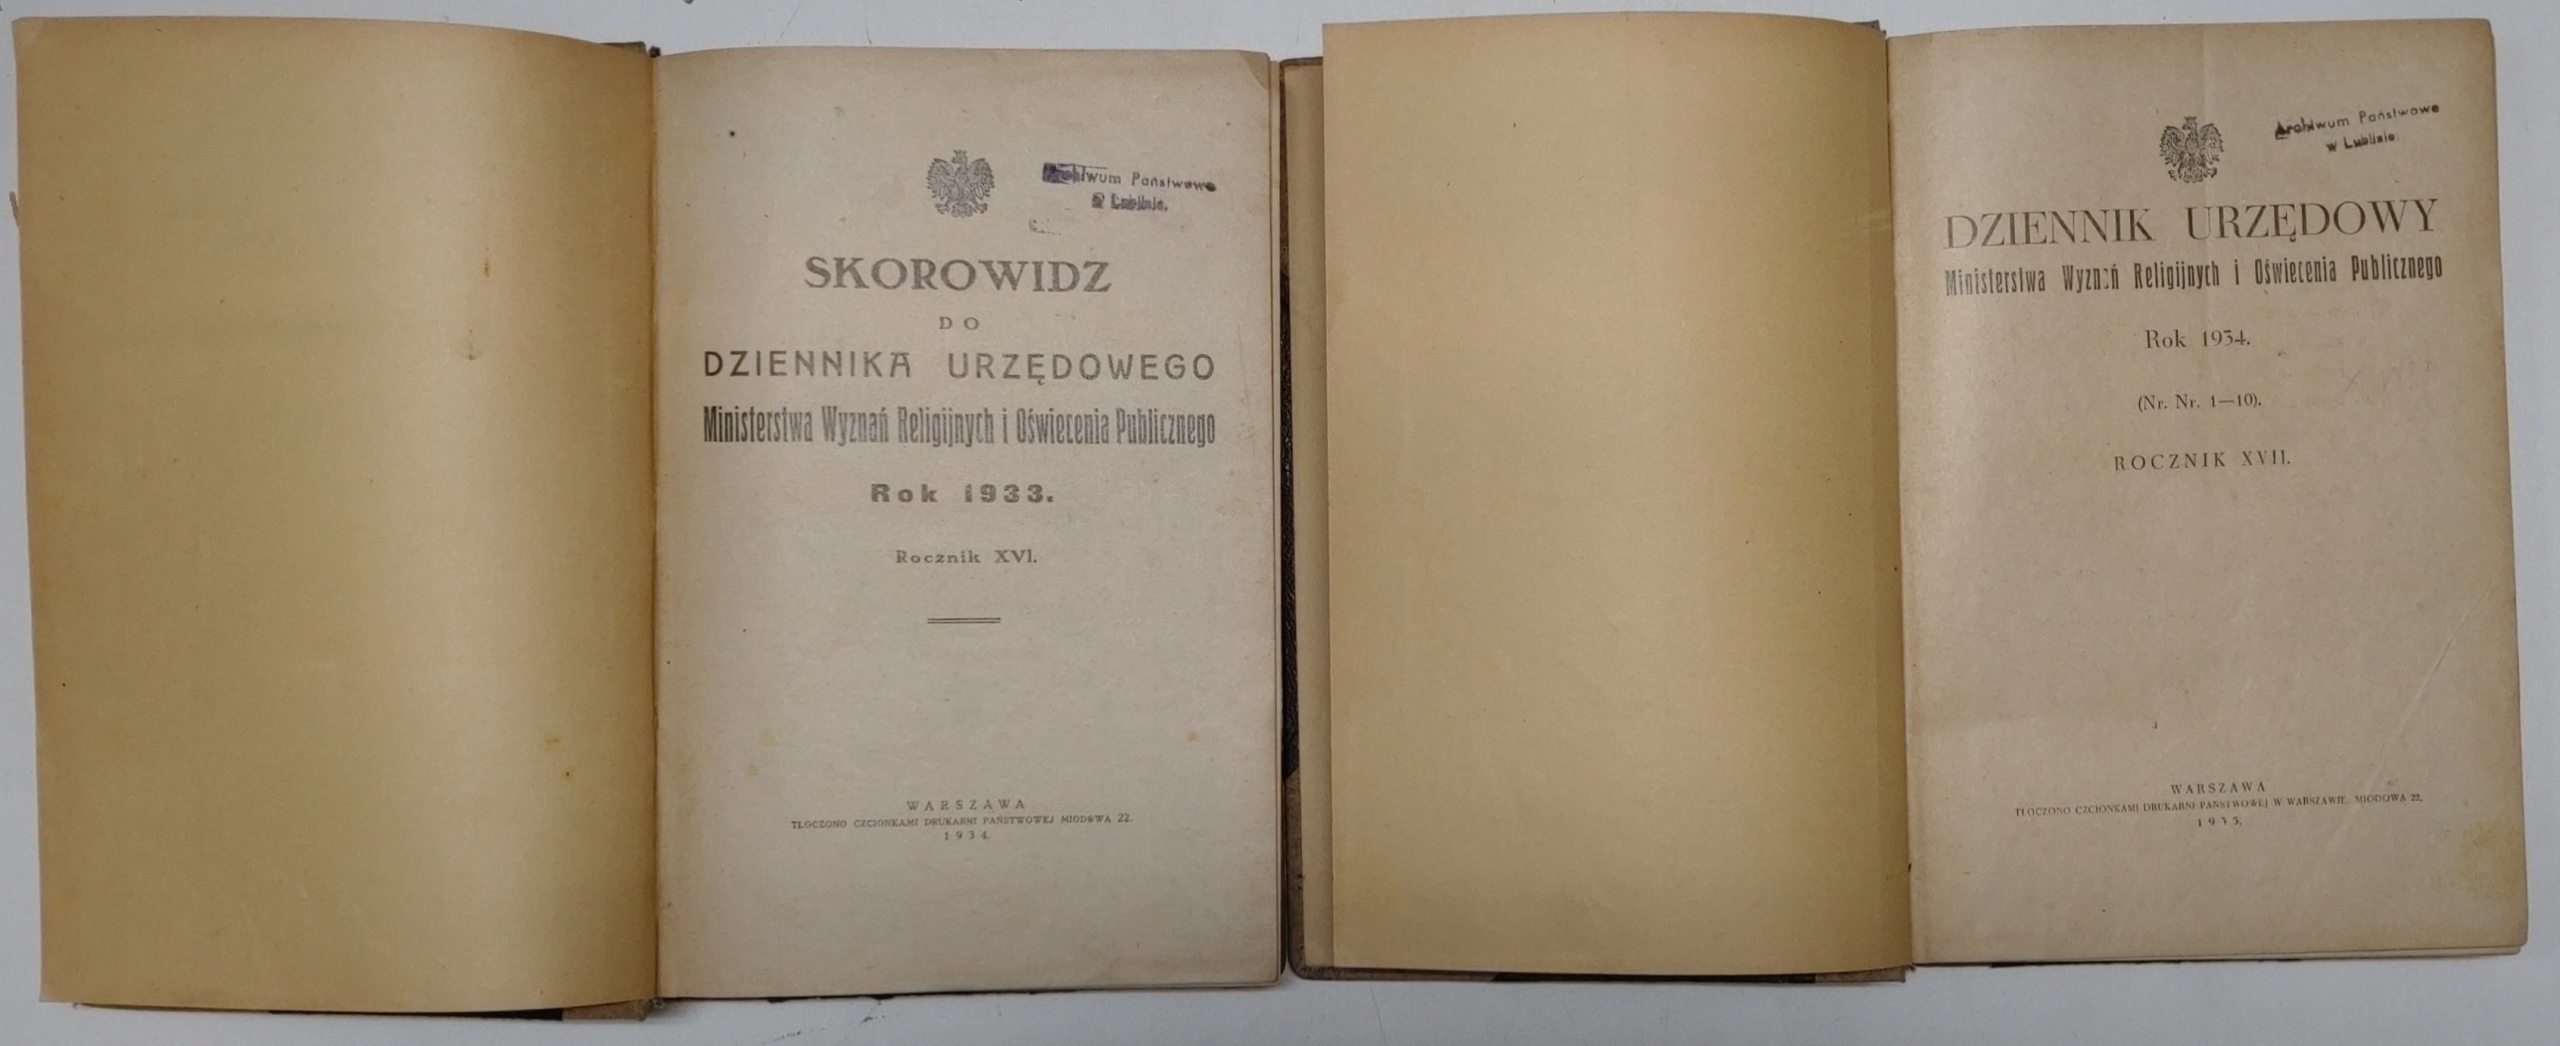 Archiwum Państwowe
w Lublinie.
SKOROWIDZ
DO
DZIENNIKA URZĘDOWEGO
Ministerstwa Wyznań Religijnych i Oświecenia Publicznego
Rok 1933.
Rocznik XVI.
WARSZAWA
TŁOCZONO CZCIONKAMI DRUKARNI PAŃSTWOWEJ MIODOWA 22.
1934.
Archiwum Państwowe
w Lublinie.
DZIENNIK URZĘDOWY
Ministerstwa Wyznań Religijnych i Oświecenia Publicznego
Rok 1934.
(Nr. Nr. 1—10).
ROCZNIK XVII.
WARSZAWA
TŁOCZONO CZCIONKAMI DRUKARNI PAŃSTWOWEJ W WARSZAWIE, MIODOWA 22.
1935.